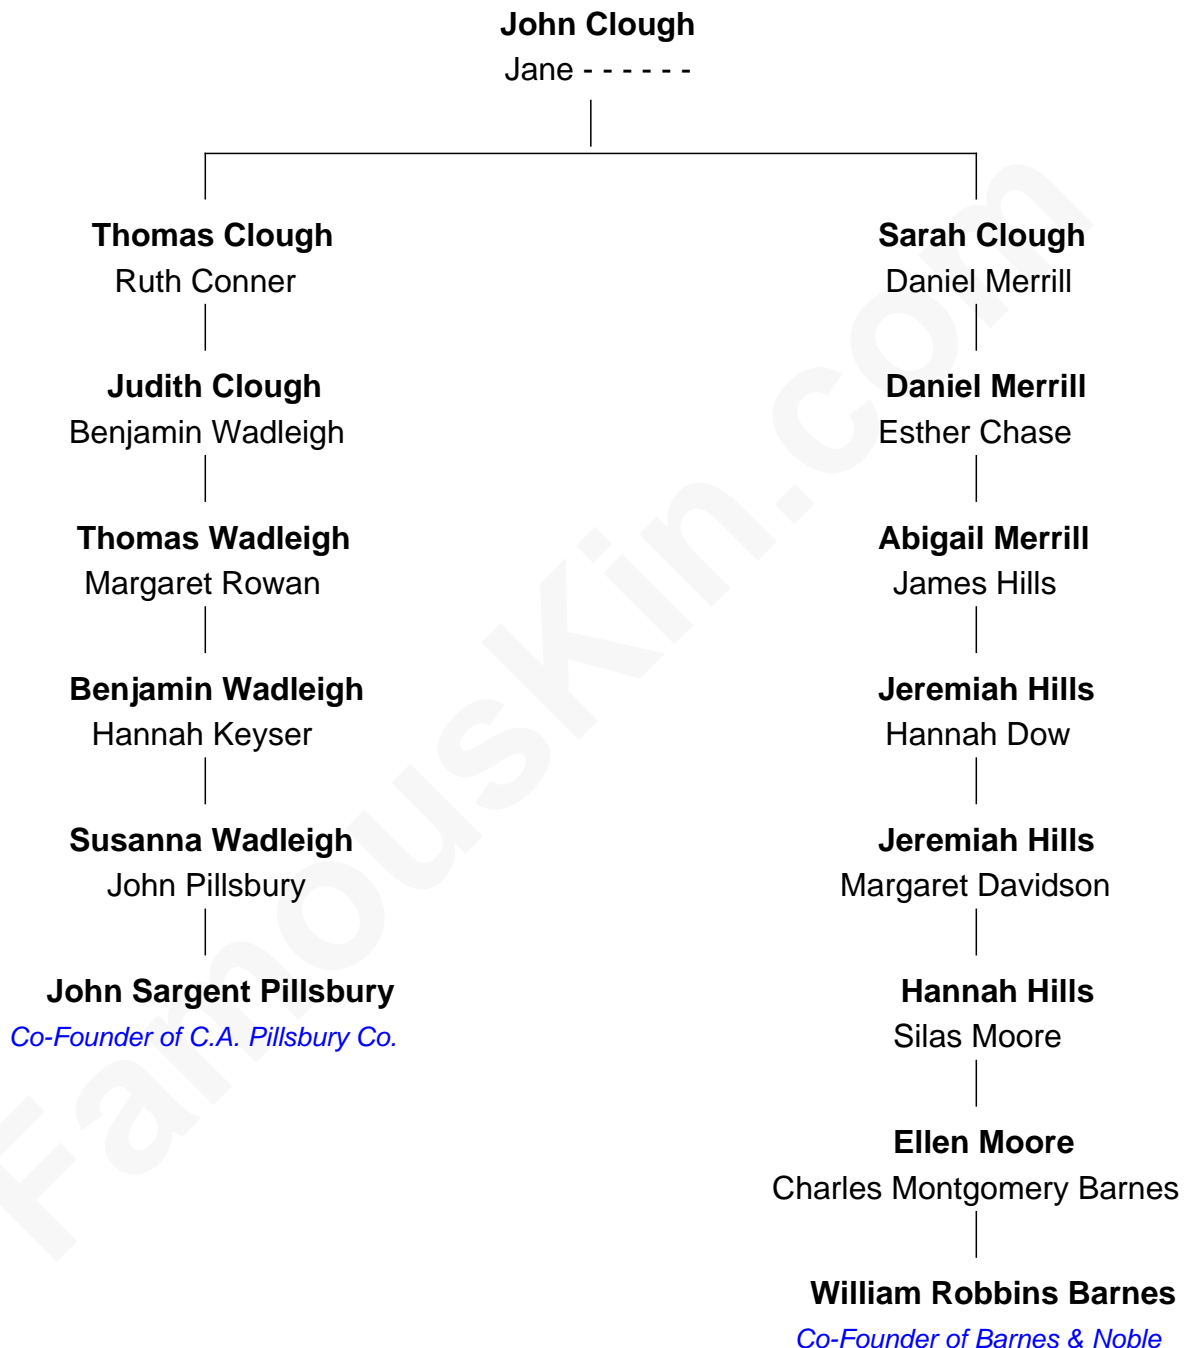 John Clough
Jane - - - - - -
Thomas Clough
Ruth Conner
Judith Clough
Benjamin Wadleigh
Thomas Wadleigh
Margaret Rowan
Benjamin Wadleigh
Hannah Keyser
Susanna Wadleigh
John Pillsbury
John Sargent Pillsbury
Co-Founder of C.A. Pillsbury Co.
Sarah Clough
Daniel Merrill
Daniel Merrill
Esther Chase
Abigail Merrill
James Hills
Jeremiah Hills
Hannah Dow
Jeremiah Hills
Margaret Davidson
Hannah Hills
Silas Moore
Ellen Moore
Charles Montgomery Barnes
William Robbins Barnes
Co-Founder of Barnes & Noble
FamousKin.com